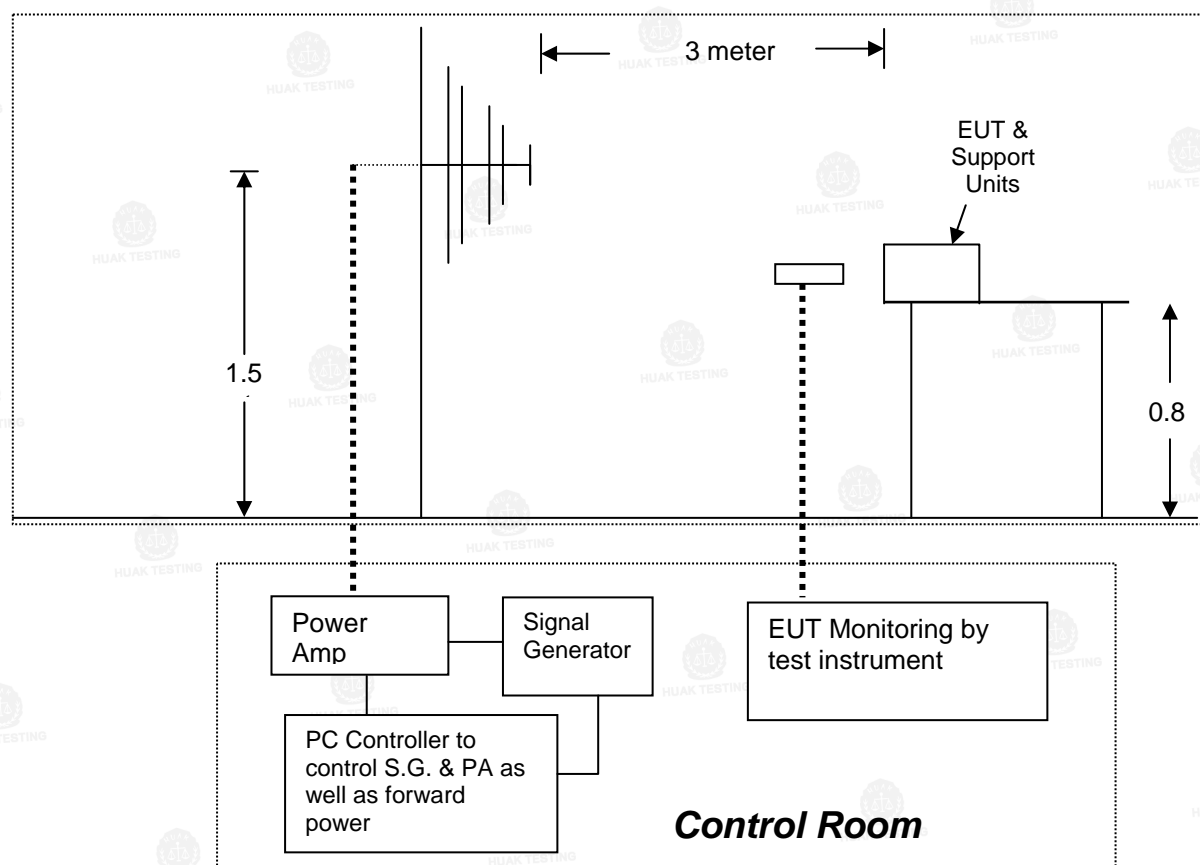 3 meter
EUT &
Support
Units
1.5
0.8
Power
Amp
Signal
Generator
EUT Monitoring by
test instrument
PC Controller to
control S.G. & PA as
well as forward
power
Control Room
HUAK TESTING